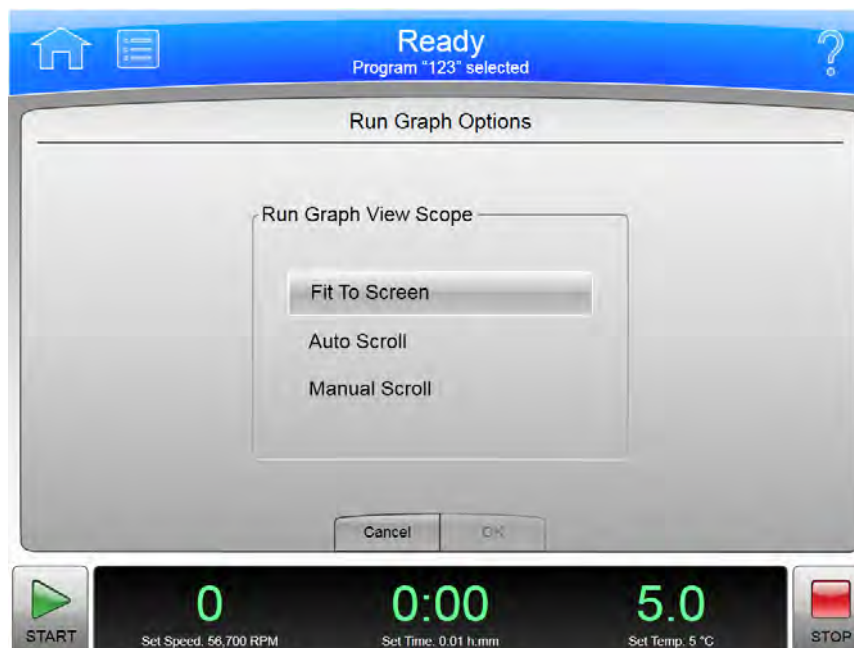 Ready
Program "123" selected
?
Run Graph Options
Run Graph View Scope
Fit To Screen
Auto Scroll
Manual Scroll
Cancel OK
0 0:00 5.0
START Set Speed. 56,700 RPM Set Time. 0.01 h:mm Set Temp. 5 °C STOP